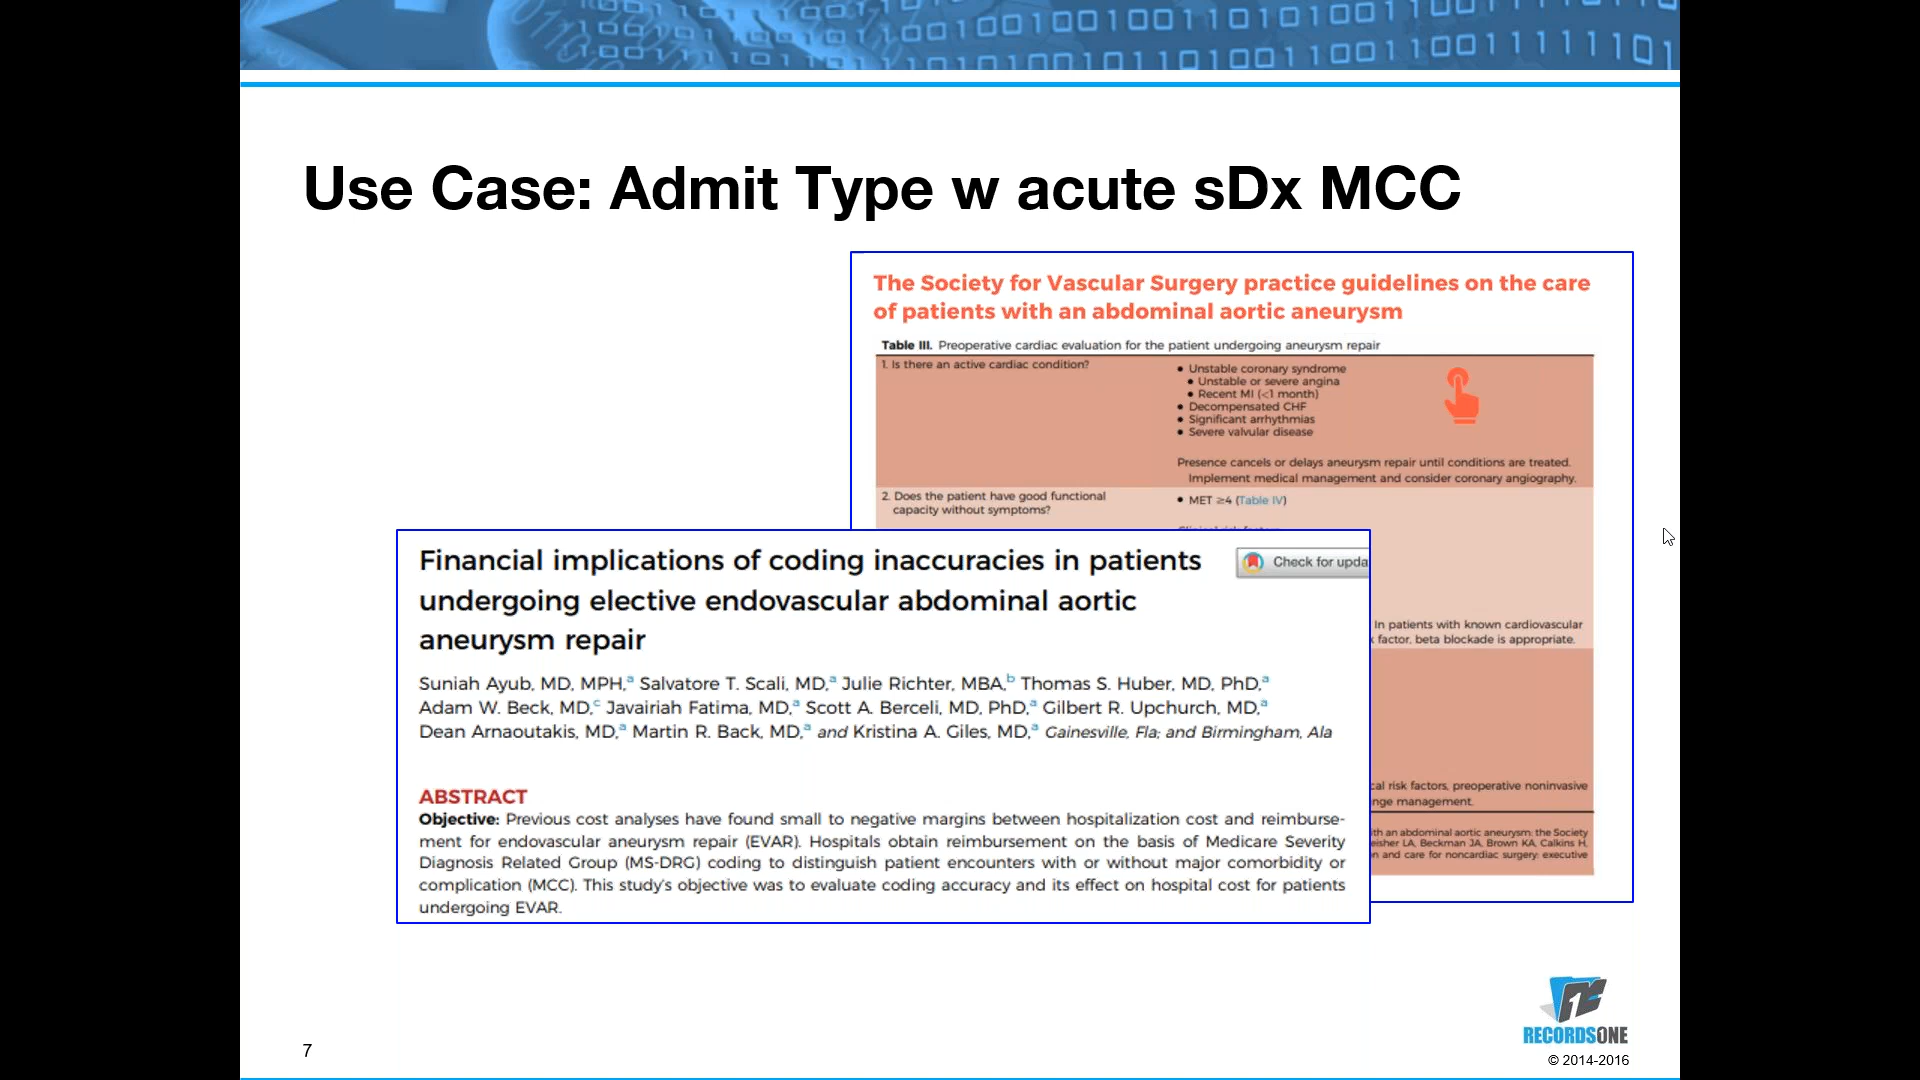 Use Case: Admit Type w acute sDx MCC
The Society for Vascular Surgery practice guidelines on the care
of patients with an abdominal aortic aneurysm
Table III. Preoperative cardiac evaluation for the patient undergoing aneurysm repair
1. Is there an active cardiac condition?
• Unstable coronary syndrome
• Unstable or severe angina
• Recent MI (<1 month)
• Decompensated CHF
• Significant arrhythmias
• Severe valvular disease
Presence cancels or delays aneurysm repair until conditions are treated.
Implement medical management and consider coronary angiography.
2. Does the patient have good functional
capacity without symptoms?
• MET ≥4 (Table IV)
In patients with known cardiovascular
factor, beta blockade is appropriate.
risk factors, preoperative noninvasive
management.
an abdominal aortic aneurysm: the Society
LA, Beckman JA, Brown KA, Calkins H,
and care for noncardiac surgery: executive
Financial implications of coding inaccuracies in patients
undergoing elective endovascular abdominal aortic
aneurysm repair
Check for
Suniah Ayub, MD, MPH,a Salvatore T. Scali, MD,a Julie Richter, MBA,b Thomas S. Huber, MD, PhD,a
Adam W. Beck, MD,c Javairiah Fatima, MD,a Scott A. Berceli, MD, PhD,a Gilbert R. Upchurch, MD,a
Dean Arnaoutakis, MD,a Martin R. Back, MD,a and Kristina A. Giles, MD,a Gainesville, Fla; and Birmingham, Ala
ABSTRACT
Objective: Previous cost analyses have found small to negative margins between hospitalization cost and reimburse-
ment for endovascular aneurysm repair (EVAR). Hospitals obtain reimbursement on the basis of Medicare Severity
Diagnosis Related Group (MS-DRG) coding to distinguish patient encounters with or without major comorbidity or
complication (MCC). This study's objective was to evaluate coding accuracy and its effect on hospital cost for patients
undergoing EVAR.
7
RECORDSONE
© 2014-2016